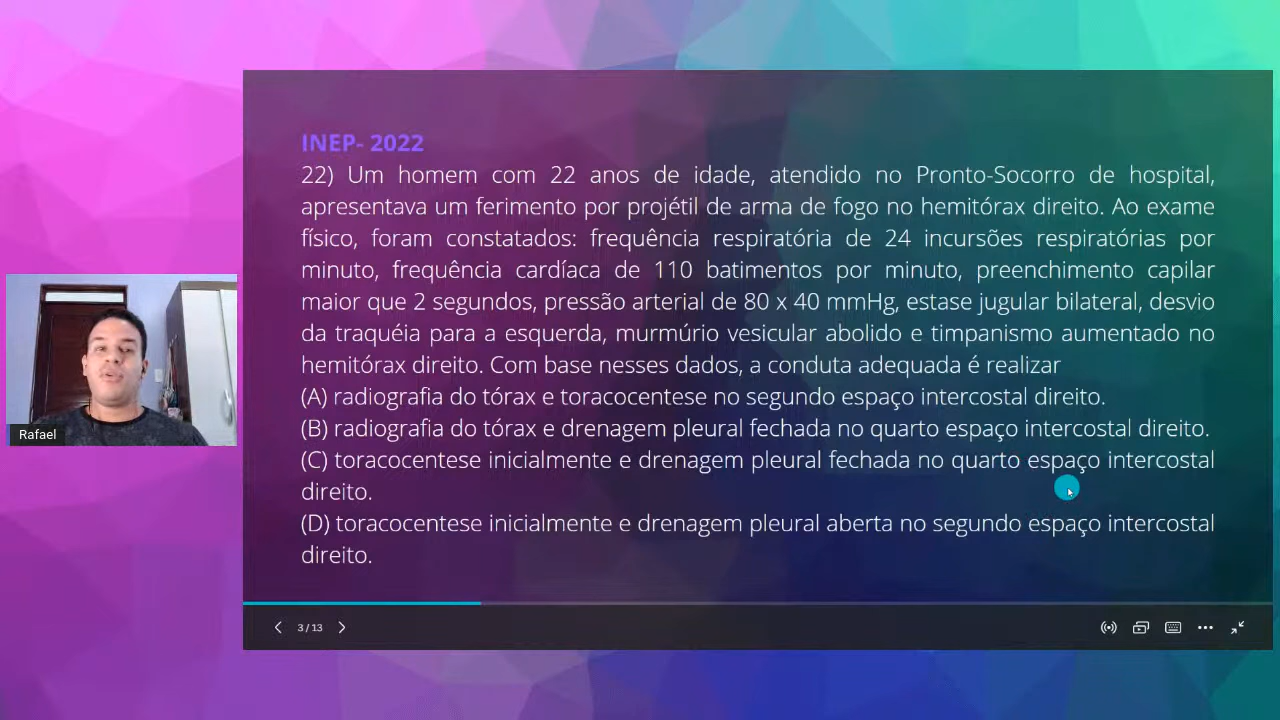 INEP- 2022
22) Um homem com 22 anos de idade, atendido no Pronto-Socorro de hospital,
apresentava um ferimento por projétil de arma de fogo no hemitórax direito. Ao exame
físico, foram constatados: frequência respiratória de 24 incursões respiratórias por
minuto, frequência cardíaca de 110 batimentos por minuto, preenchimento capilar
maior que 2 segundos, pressão arterial de 80 x 40 mmHg, estase jugular bilateral, desvio
da traquéia para a esquerda, murmúrio vesicular abolido e timpanismo aumentado no
hemitórax direito. Com base nesses dados, a conduta adequada é realizar
(A) radiografia do tórax e toracocentese no segundo espaço intercostal direito.
(B) radiografia do tórax e drenagem pleural fechada no quarto espaço intercostal direito.
(C) toracocentese inicialmente e drenagem pleural fechada no quarto espaço intercostal
direito.
(D) toracocentese inicialmente e drenagem pleural aberta no segundo espaço intercostal
direito.
Rafael
3 / 13